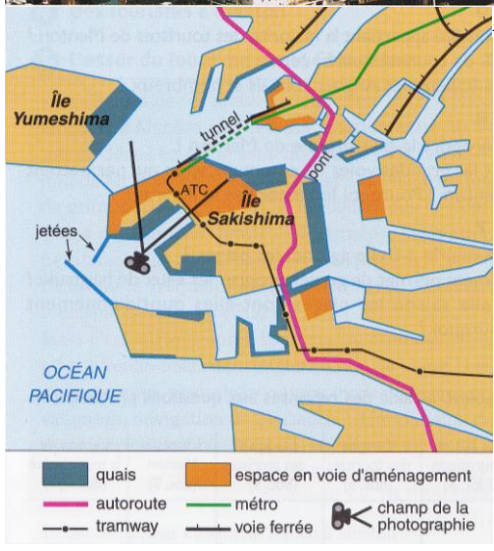 Île
Yumeshima
tunnel
pont
ATC
Île
Sakishima
jetées
OCÉAN
PACIFIQUE
quais
espace en voie d'aménagement
autoroute
métro
tramway
voie ferrée
champ de la
photographie